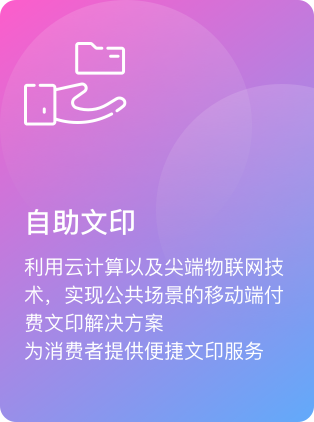 自助文印
利用云计算以及尖端物联网技
术，实现公共场景的移动端付
费文印解决方案
为消费者提供便捷文印服务